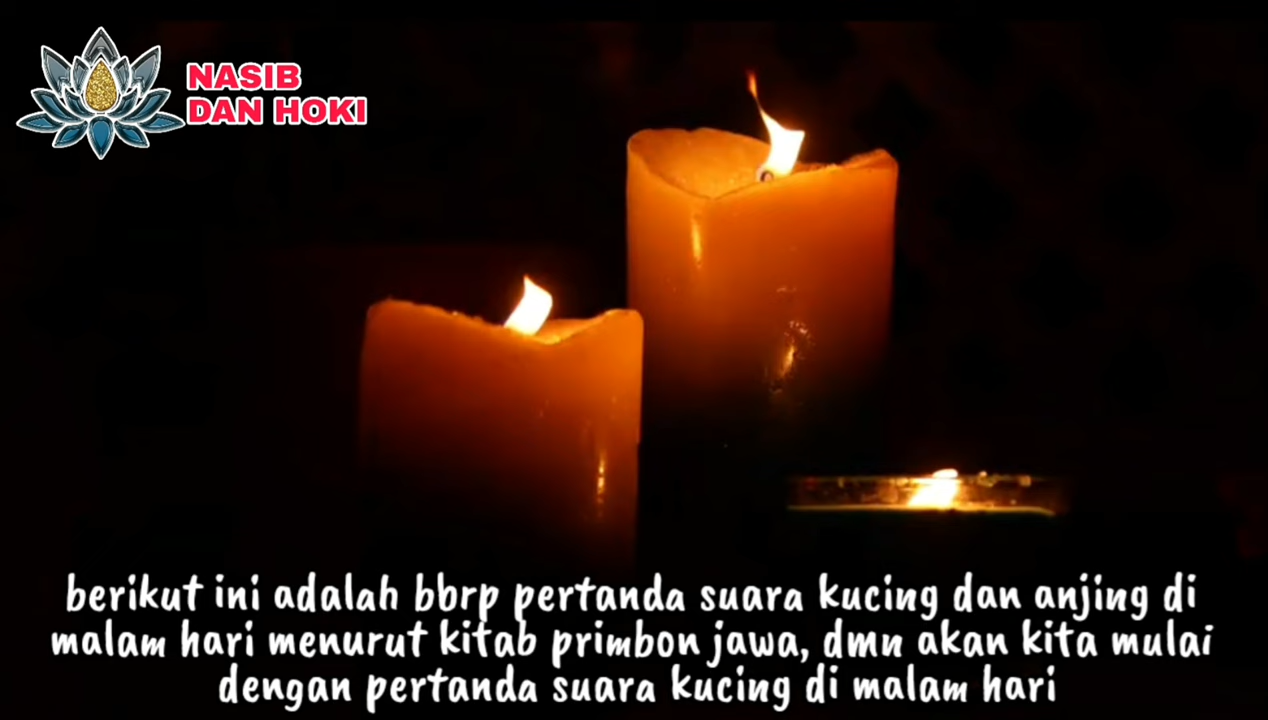 NASIB
DAN HOKI
berikut ini adalah bbrp pertanda suara kucing dan anjing di
malam hari menurut kitab primbon jawa, dmn akan kita mulai
dengan pertanda suara kucing di malam hari